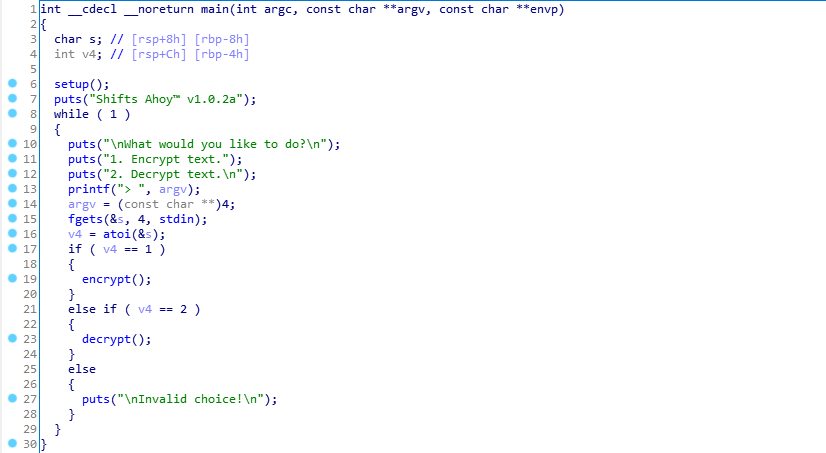 1 int __cdecl __noreturn main(int argc, const char **argv, const char **envp)
2 {
3   char s; // [rsp+8h] [rbp-8h]
4   int v4; // [rsp+Ch] [rbp-4h]
5
6   setup();
7   puts("Shifts Ahoy™ v1.0.2a");
8   while ( 1 )
9   {
10     puts("\nWhat would you like to do?\n");
11     puts("1. Encrypt text.");
12     puts("2. Decrypt text.\n");
13     printf("> ", argv);
14     argv = (const char **)4;
15     fgets(&s, 4, stdin);
16     v4 = atoi(&s);
17     if ( v4 == 1 )
18     {
19       encrypt();
20     }
21     else if ( v4 == 2 )
22     {
23       decrypt();
24     }
25     else
26     {
27       puts("\nInvalid choice!\n");
28     }
29   }
30 }